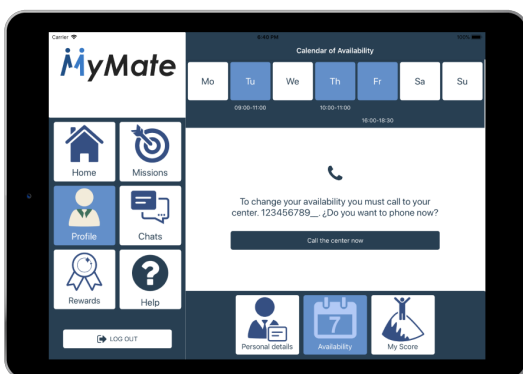 Carrier
9:40 PM
100%
MyMate
Home
Missions
Profile
Chats
Rewards
Help
LOG OUT
Calendar of Availability
Mo Tu We Th Fr Sa Su
09:00-11:00 10:00-11:00
16:00-18:30
To change your availability you must call to your
center. 123456789__. ¿Do you want to phone now?
Call the center now
Personal details
7
Availability
My Score